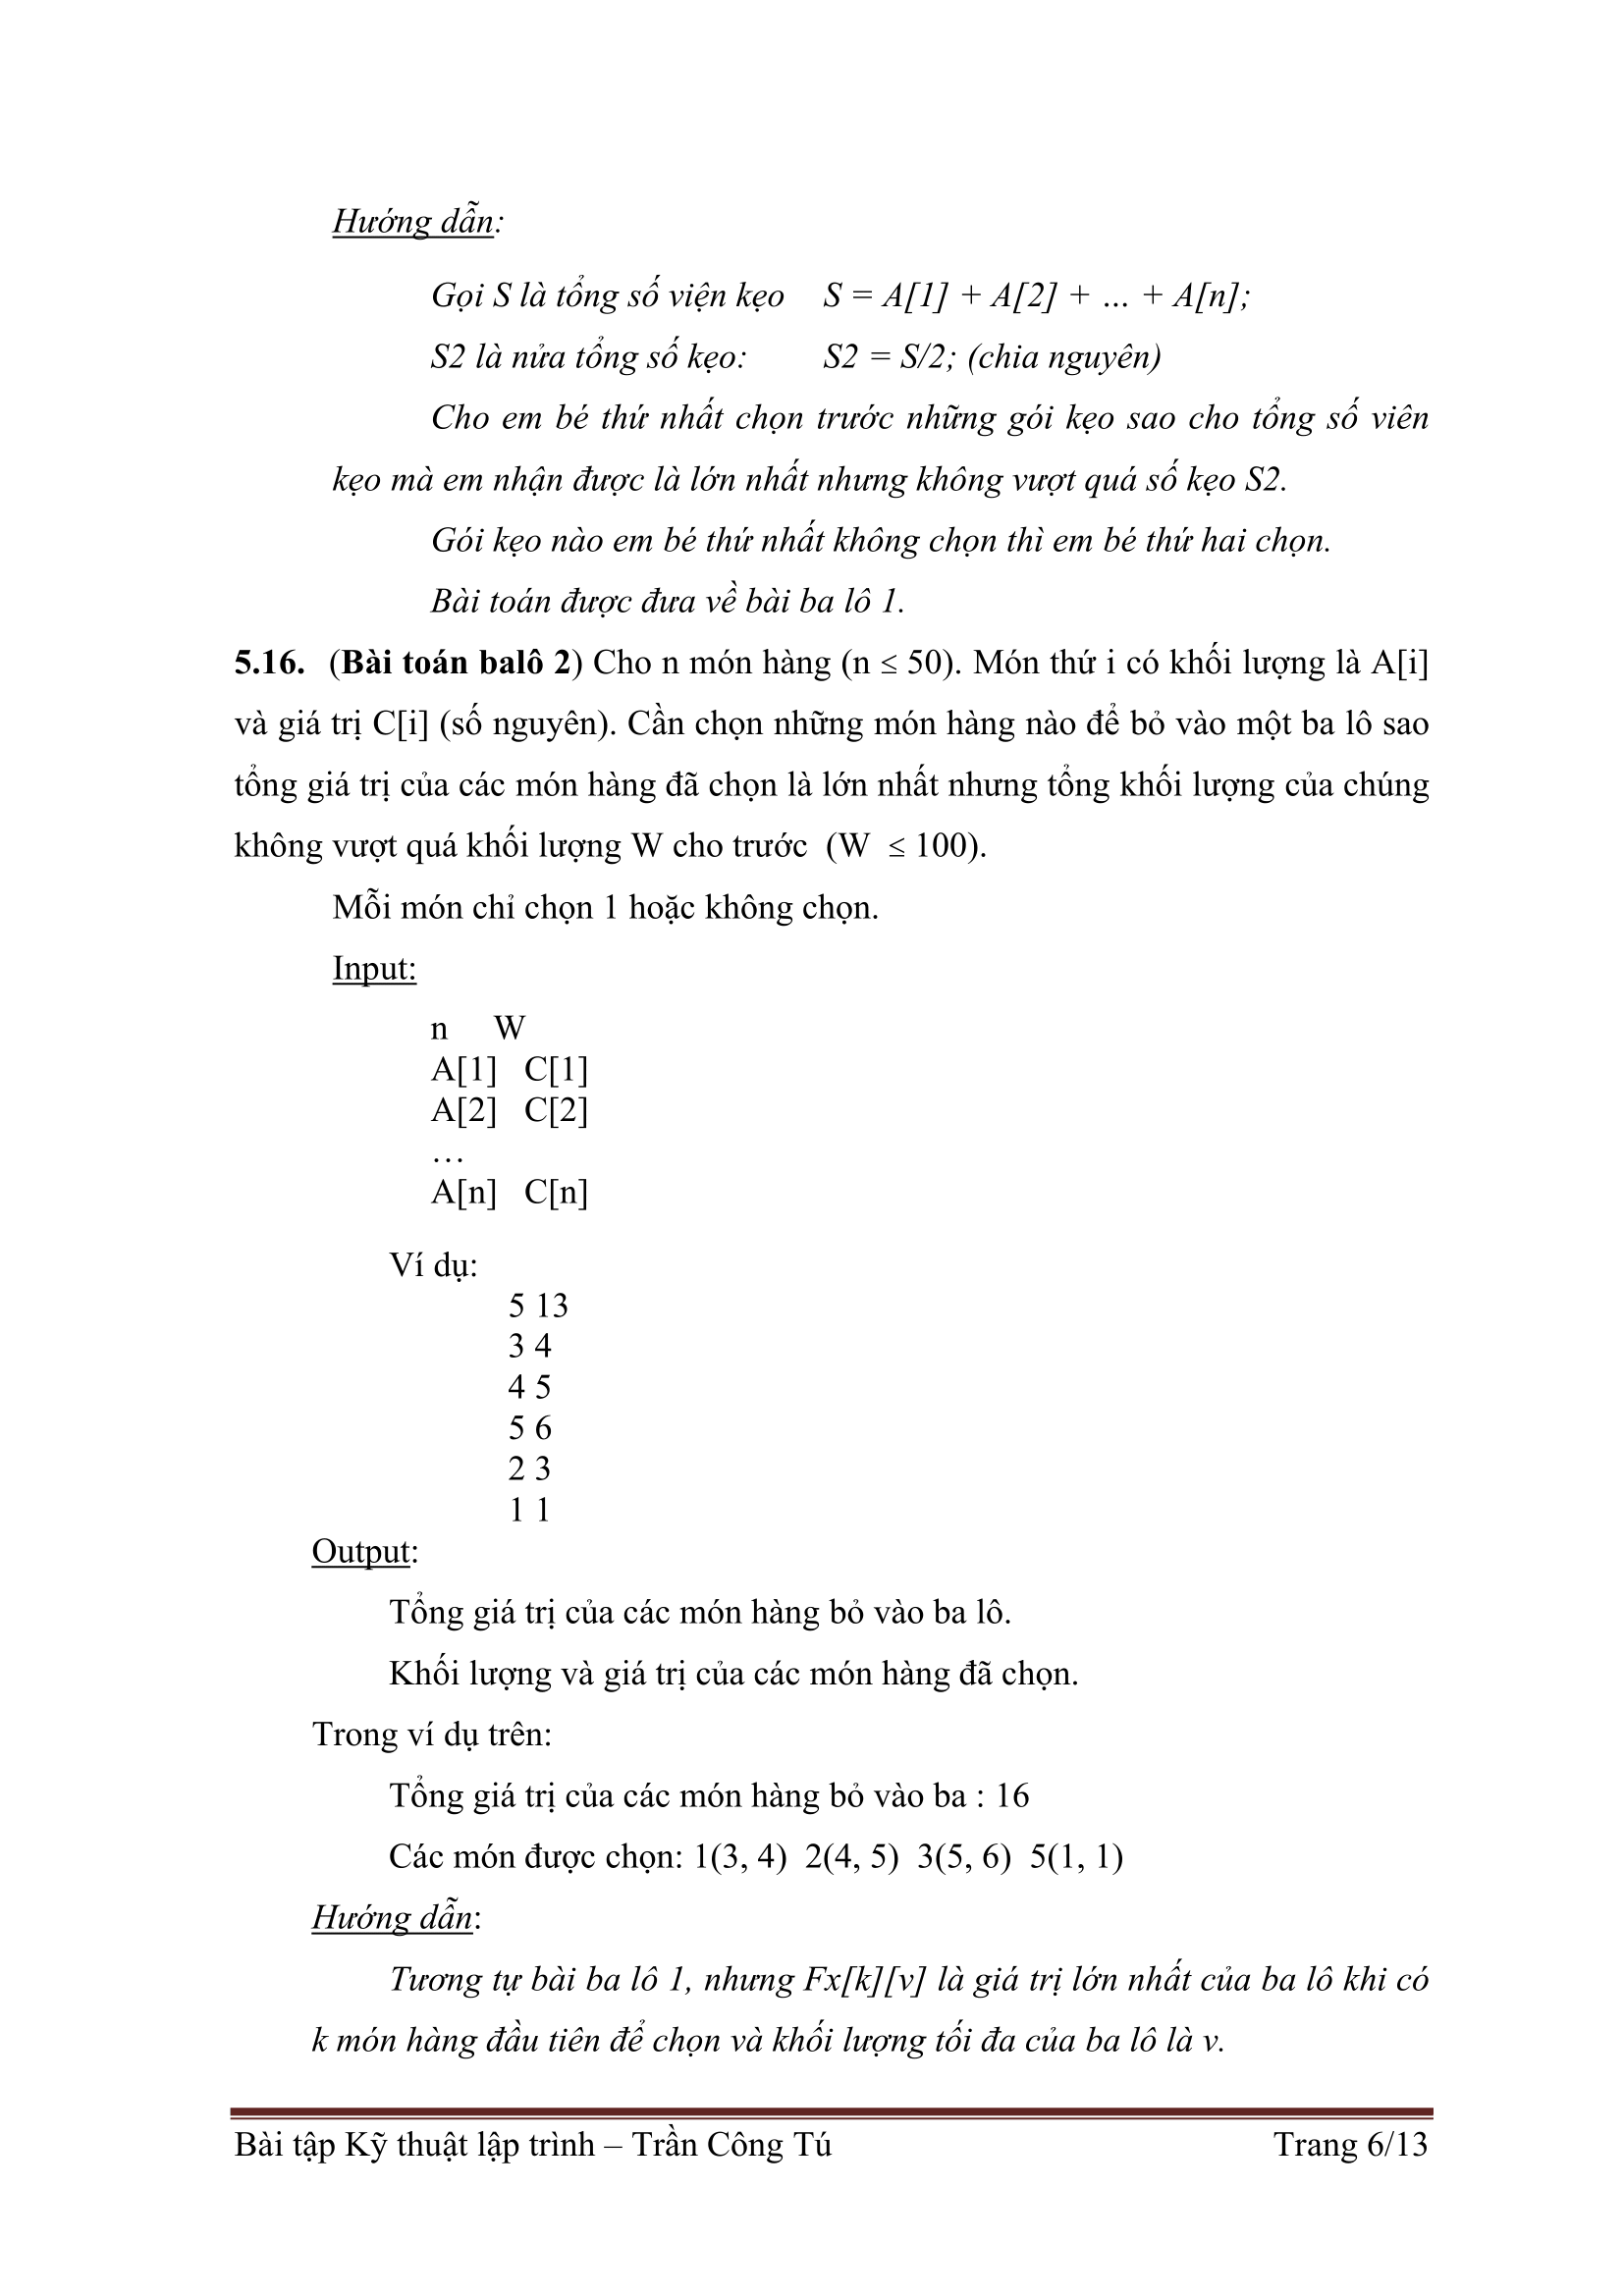 Hướng dẫn:
Gọi S là tổng số viện kẹo S = A[1] + A[2] + ... + A[n];
S2 là nửa tổng số kẹo: S2 = S/2; (chia nguyên)
Cho em bé thứ nhất chọn trước những gói kẹo sao cho tổng số viên
kẹo mà em nhận được là lớn nhất nhưng không vượt quá số kẹo S2.
Gói kẹo nào em bé thứ nhất không chọn thì em bé thứ hai chọn.
Bài toán được đưa về bài ba lô 1.
5.16. (Bài toán balô 2) Cho n món hàng (n ≤ 50). Món thứ i có khối lượng là A[i]
và giá trị C[i] (số nguyên). Cần chọn những món hàng nào để bỏ vào một ba lô sao
tổng giá trị của các món hàng đã chọn là lớn nhất nhưng tổng khối lượng của chúng
không vượt quá khối lượng W cho trước (W ≤ 100).
Mỗi món chỉ chọn 1 hoặc không chọn.
Input:
n W
A[1] C[1]
A[2] C[2]
…
A[n] C[n]
Ví dụ:
5 13
3 4
4 5
5 6
2 3
1 1
Output:
Tổng giá trị của các món hàng bỏ vào ba lô.
Khối lượng và giá trị của các món hàng đã chọn.
Trong ví dụ trên:
Tổng giá trị của các món hàng bỏ vào ba : 16
Các món được chọn: 1(3, 4) 2(4, 5) 3(5, 6) 5(1, 1)
Hướng dẫn:
Tương tự bài ba lô 1, nhưng Fx[k][v] là giá trị lớn nhất của ba lô khi có
k món hàng đầu tiên để chọn và khối lượng tối đa của ba lô là v.
Bài tập Kỹ thuật lập trình – Trần Công Tú Trang 6/13